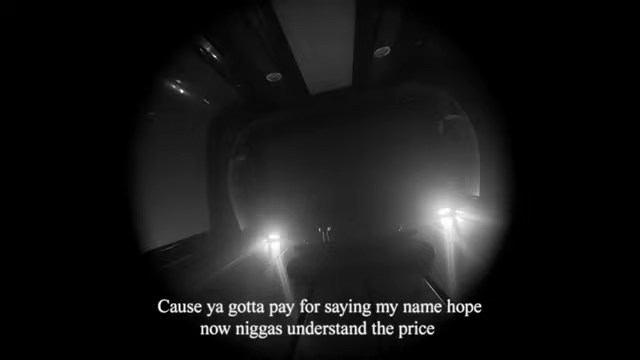 Cause ya gotta pay for saying my name hope
now niggas understand the price